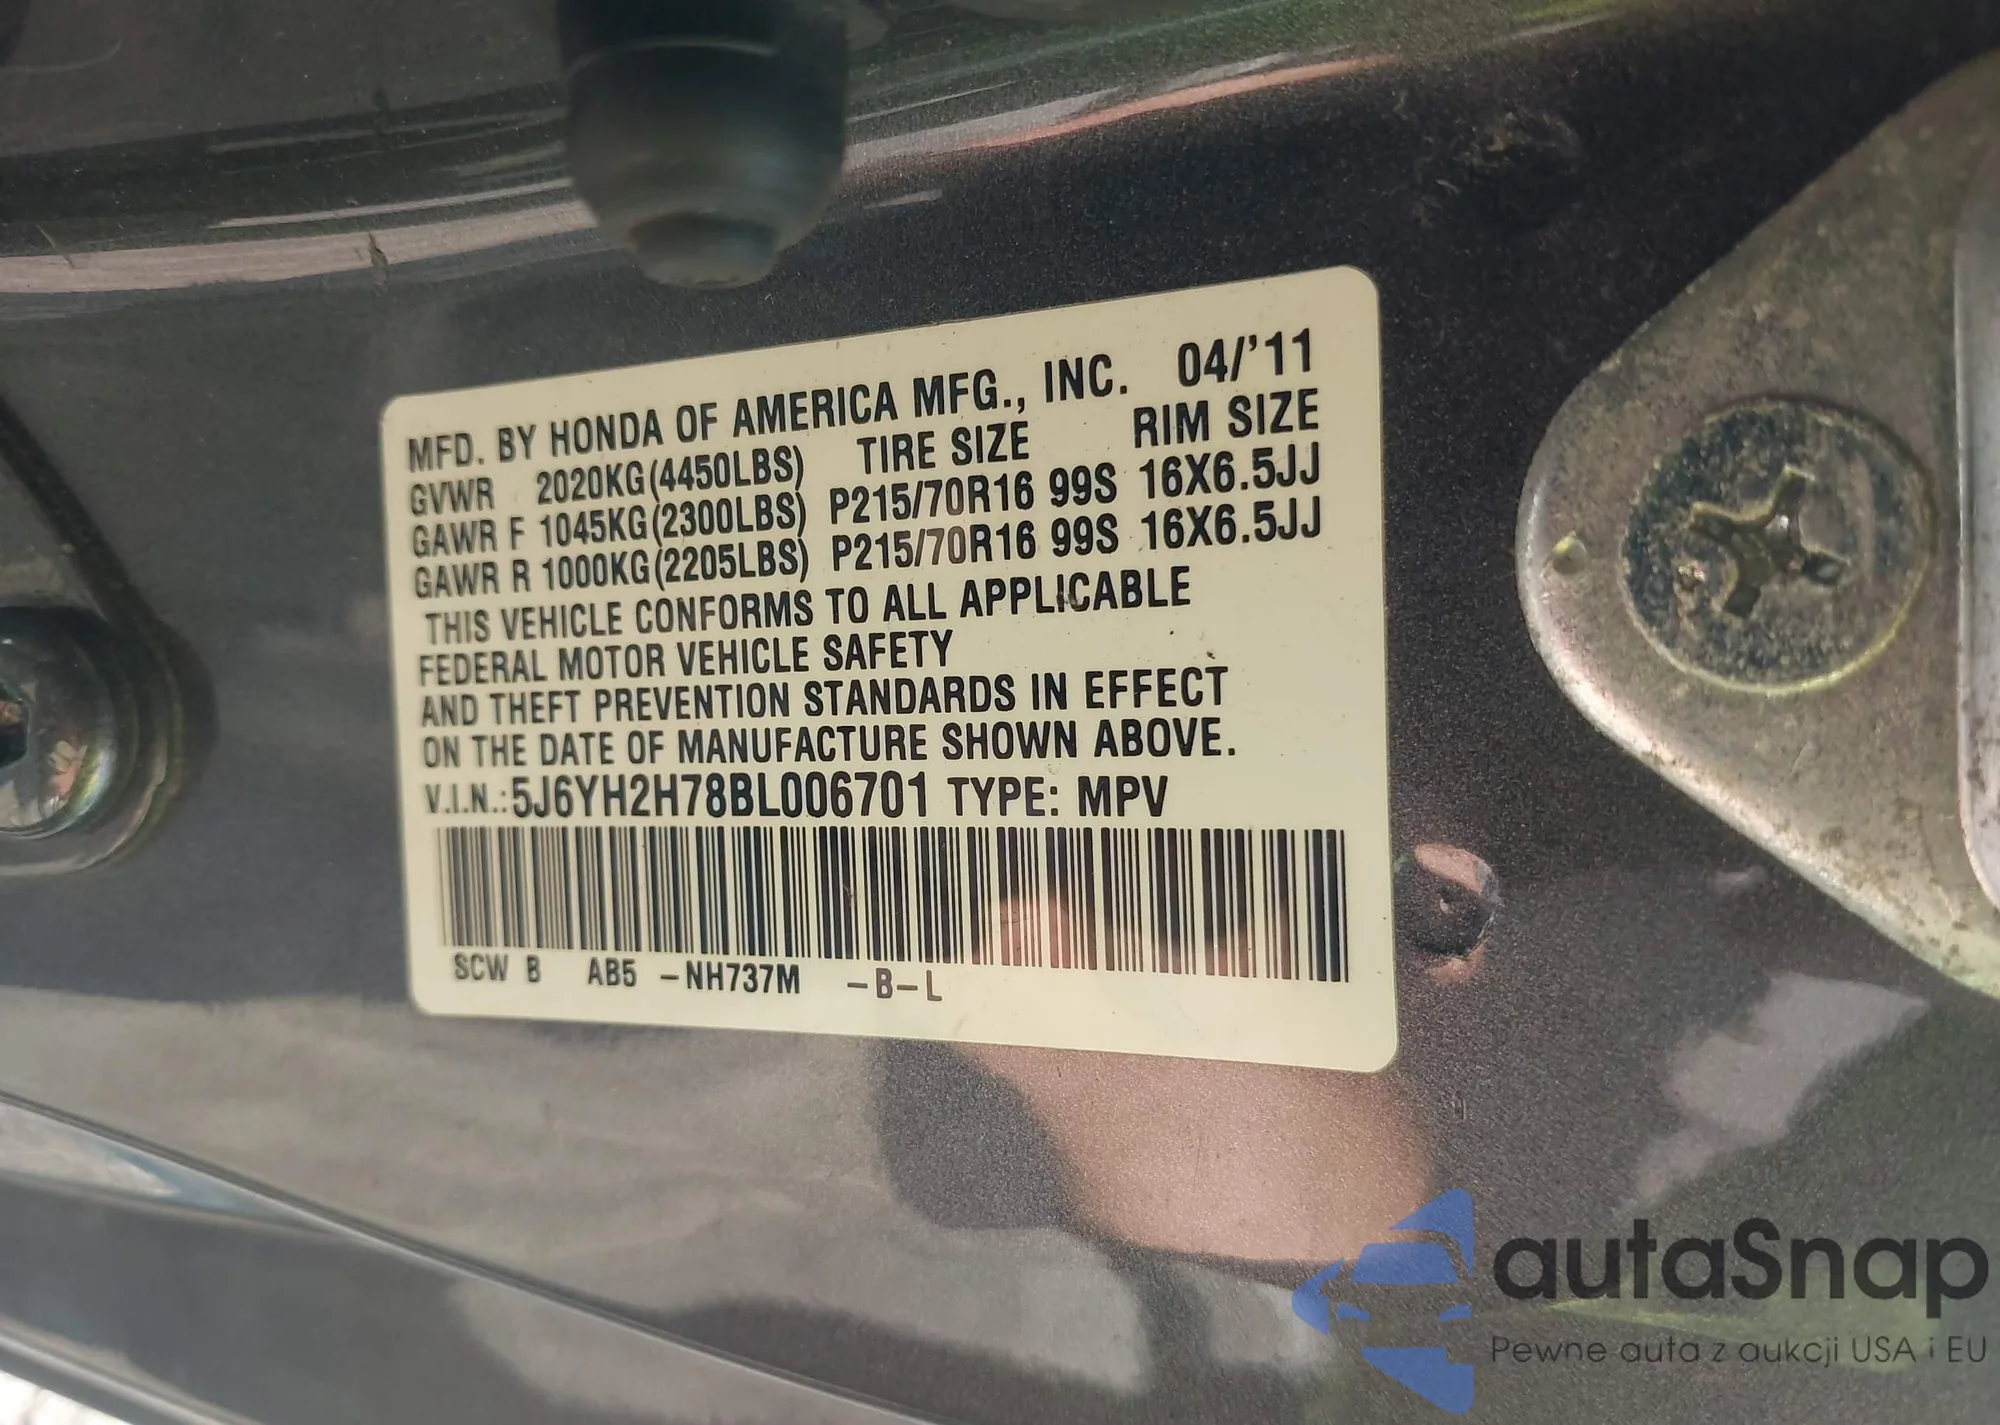 MFD. BY HONDA OF AMERICA MFG., INC. 04/'11
GVWR 2020KG(4450LBS) TIRE SIZE RIM SIZE
GAWR F 1045KG(2300LBS) P215/70R16 99S 16X6.5JJ
GAWR R 1000KG(2205LBS) P215/70R16 99S 16X6.5JJ
THIS VEHICLE CONFORMS TO ALL APPLICABLE
FEDERAL MOTOR VEHICLE SAFETY
AND THEFT PREVENTION STANDARDS IN EFFECT
ON THE DATE OF MANUFACTURE SHOWN ABOVE.
V.I.N.:5J6YH2H78BL006701 TYPE: MPV
SCW B AB5 -NH737M -B-L
autaSnap
Pewne auta z aukcji USA i EU